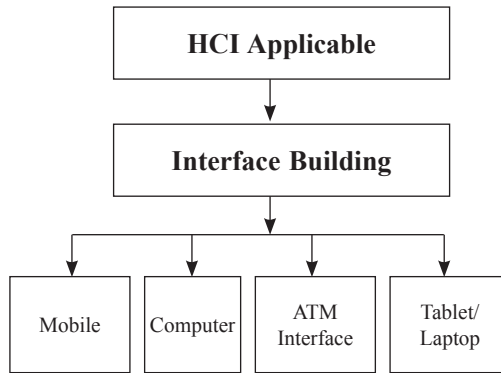 HCI Applicable
Interface Building
Mobile
Computer
ATM
Interface
Tablet/
Laptop